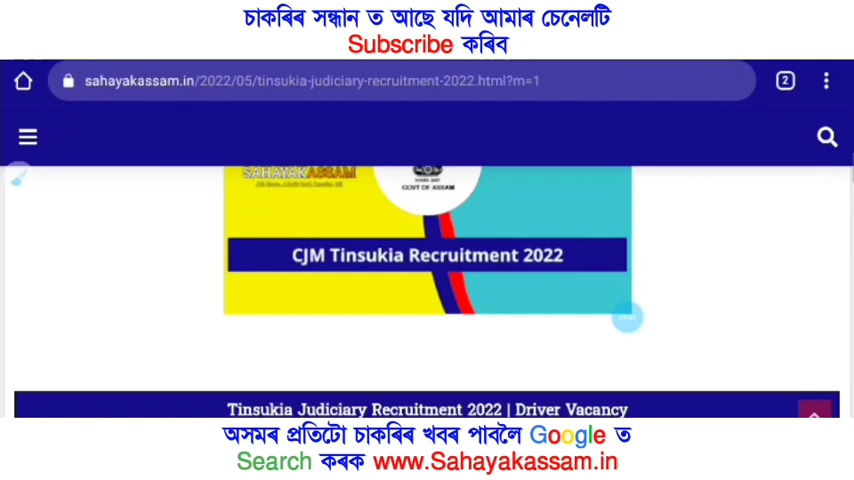 চাকৰিৰ সন্ধান ত আছে যদি আমাৰ চেনেলটি
Subscribe কৰিব
sahayakassam.in/2022/05/tinsukia-judiciary-recruitment-2022.html?m=1
2
SAHAYAKASSAM
GOVT OF ASSAM
CJM Tinsukia Recruitment 2022
Tinsukia Judiciary Recruitment 2022 | Driver Vacancy
অসমৰ প্ৰতিটো চাকৰিৰ খবৰ পাবলৈ Google ত
Search কৰক www.Sahayakassam.in